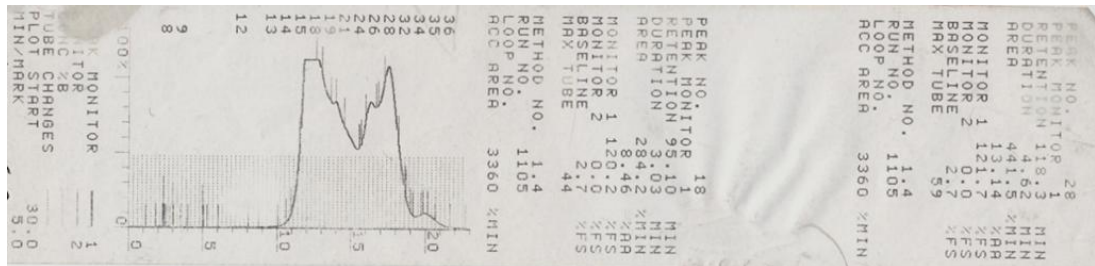 PEAK NO. 28
PEAK MONITOR 1
RETENTION 118.3 MIN
DURATION 4.62 MIN
AREA 441.5 %MIN
13.14 %AA
MONITOR 1 121.7 %FS
MONITOR 2 0.0 %FS
BASELINE 2.7 %FS
MAX TUBE 59
METHOD NO. 1.4
RUN NO. 1105
LOOP NO.
ACC AREA 3360 %MIN
PEAK NO. 18
PEAK MONITOR 1
RETENTION 95.10 MIN
DURATION 3.03 MIN
AREA 284.2 %MIN
8.46 %AA
MONITOR 1 120.2 %FS
MONITOR 2 0.0 %FS
BASELINE 2.7 %FS
MAX TUBE 44
METHOD NO. 1.4
RUN NO. 1105
LOOP NO.
ACC AREA 3360 %MIN
36
35
34
32
28
26
24
21
19
18
15
14
13
12
9
8
20
15
10
5
0
100%
MONITOR 1
2
%B
TUBE CHANGES
PLOT START 30.0
MIN/MARK 5.0